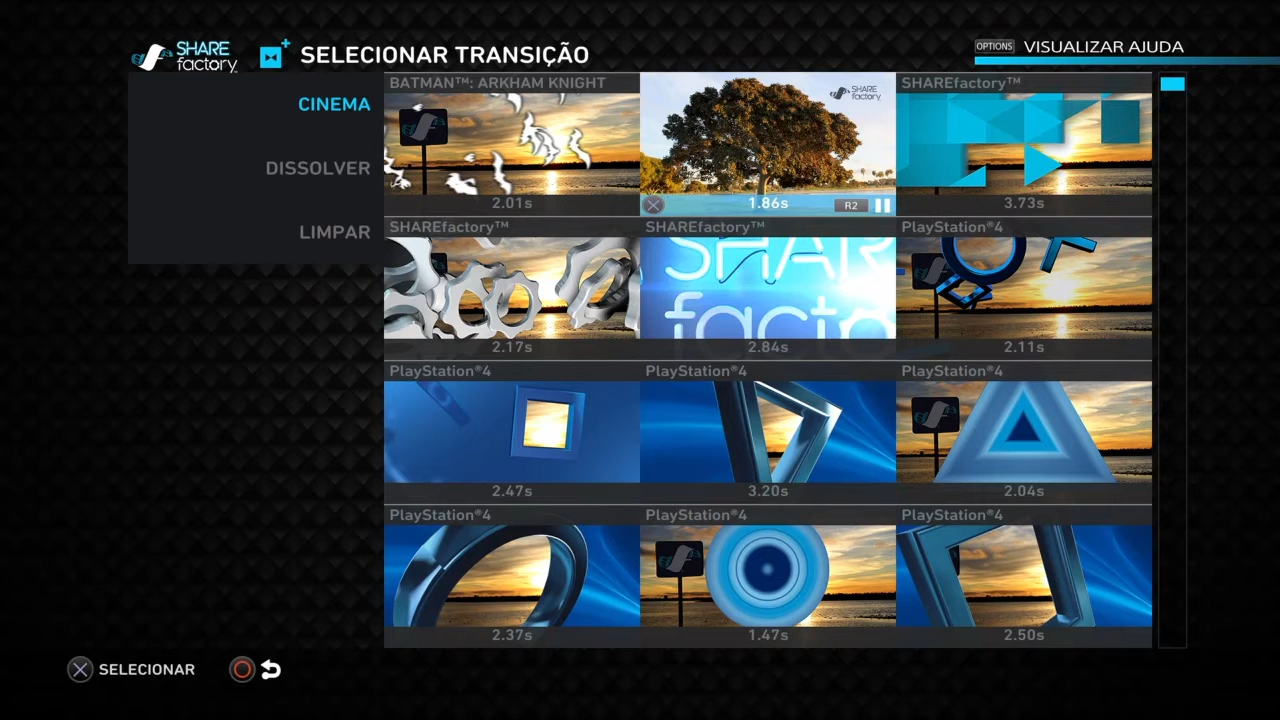 SHARE
factory™
SELECIONAR TRANSIÇÃO
OPTIONS VISUALIZAR AJUDA
CINEMA
DISSOLVER
LIMPAR
BATMAN™: ARKHAM KNIGHT
2.01s
SHARE
factory
1.86s R2
SHAREfactory™
3.73s
SHAREfactory™
2.17s
SHAREfactory™
SHAR
facto
2.84s
PlayStation®4
2.11s
PlayStation®4
2.47s
PlayStation®4
3.20s
PlayStation®4
2.04s
PlayStation®4
2.37s
PlayStation®4
1.47s
PlayStation®4
2.50s
SELECIONAR